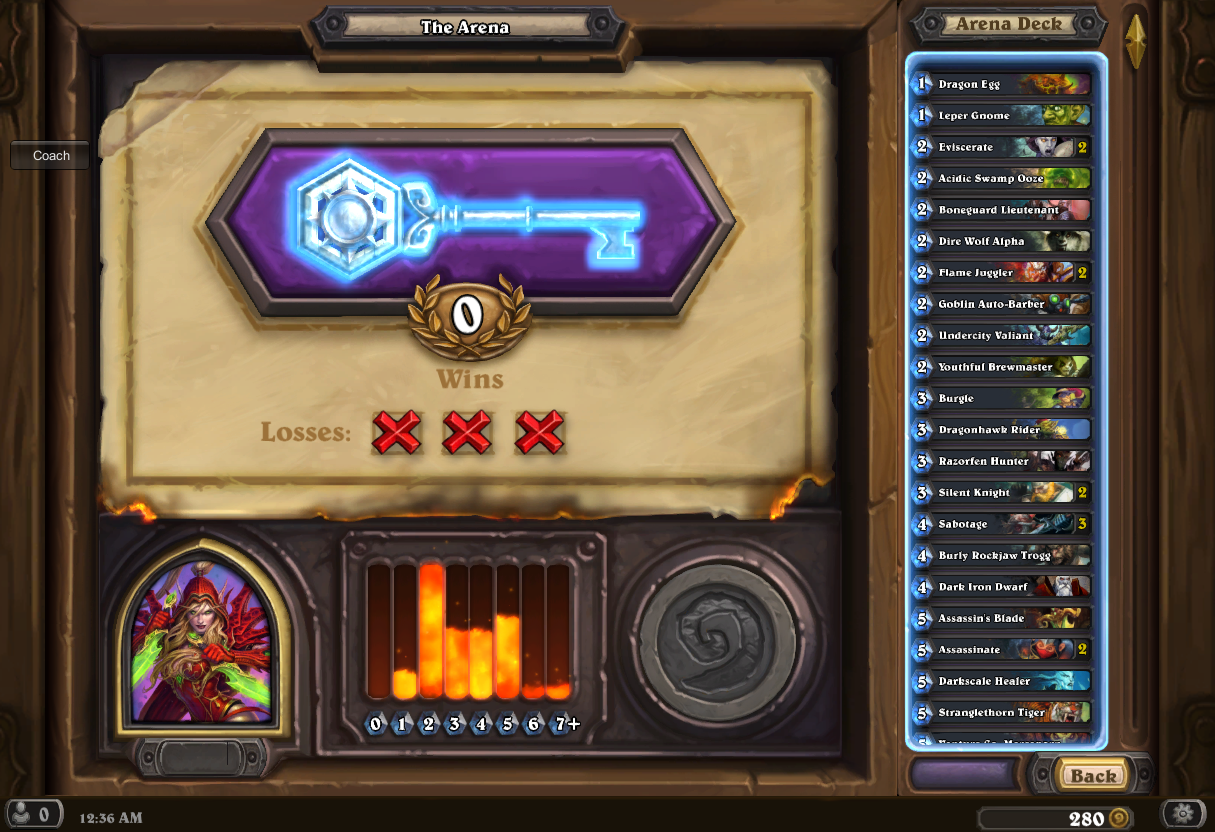 The Arena
Arena Deck
Coach
0
Wins
Losses:
0 1 2 3 4 5 6 7+
1 Dragon Egg
1 Leper Gnome
2 Eviscerate 2
2 Acidic Swamp Ooze
2 Boneguard Lieutenant
2 Dire Wolf Alpha
2 Flame Juggler 2
2 Goblin Auto-Barber
2 Undercity Valiant
2 Youthful Brewmaster
3 Burgle
3 Dragonhawk Rider
3 Razorfen Hunter
3 Silent Knight 2
4 Sabotage 3
4 Burly Rockjaw Trogg
4 Dark Iron Dwarf
5 Assassin's Blade
5 Assassinate 2
5 Darkscale Healer
5 Stranglethorn Tiger
Back
0
12:36 AM
280